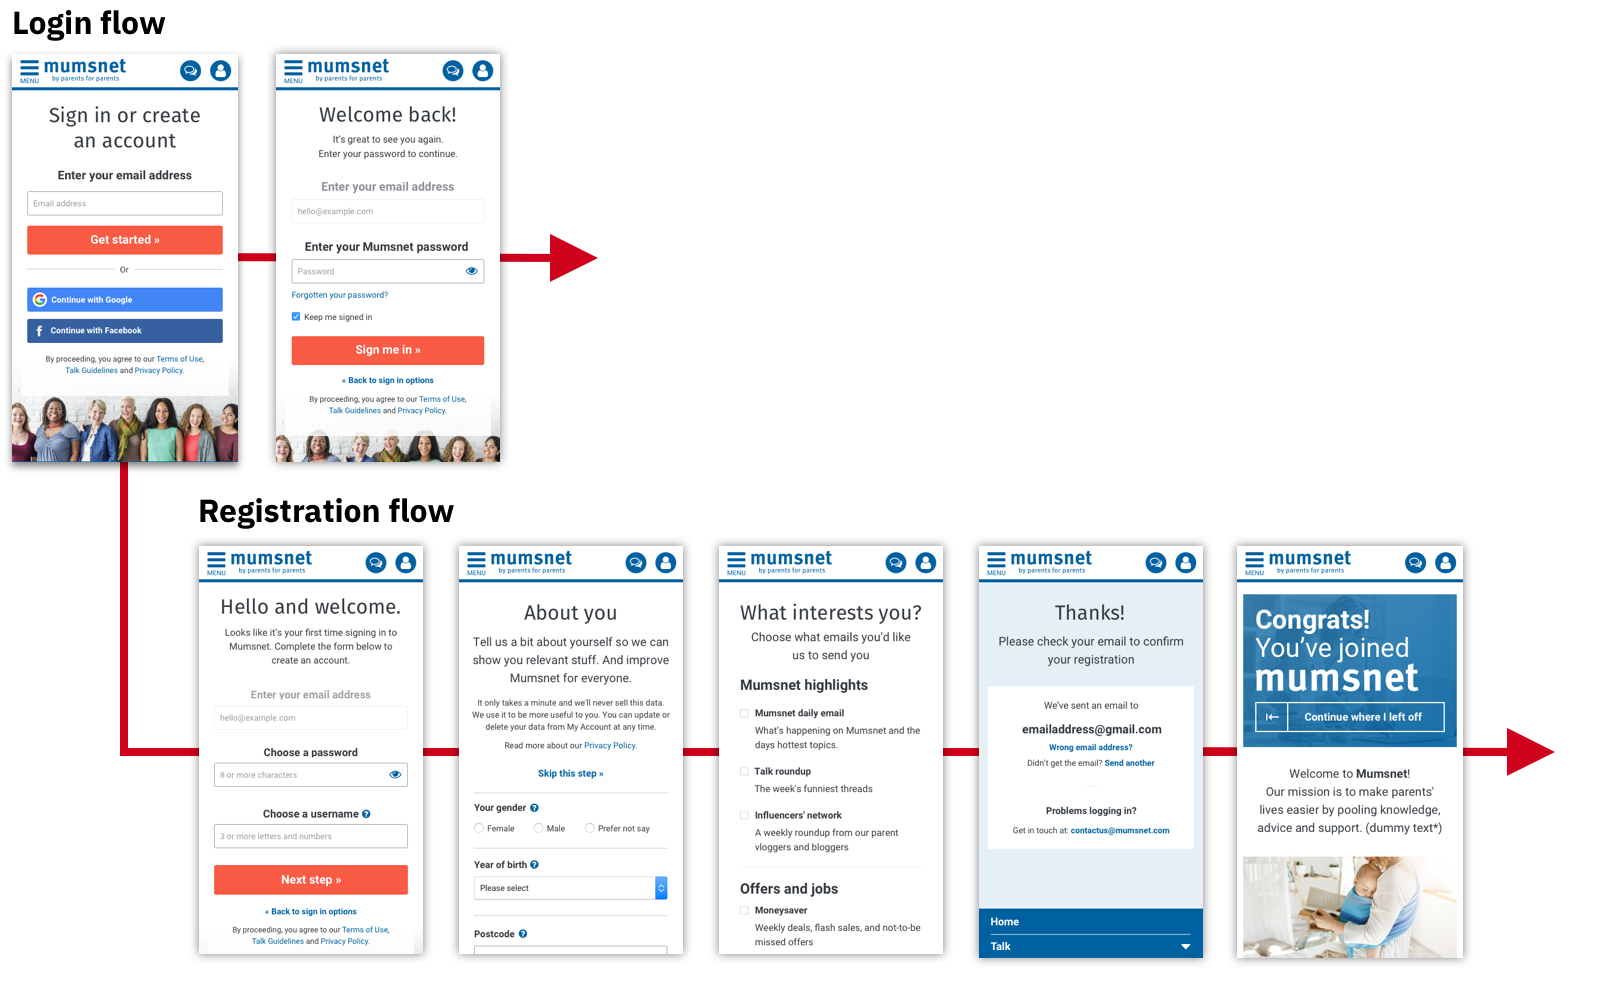 Login flow
MENU
mumsnet
by parents for parents
Sign in or create
an account
Enter your email address
Email address
Get started »
Or
Continue with Google
Continue with Facebook
By proceeding, you agree to our Terms of Use,
Talk Guidelines and Privacy Policy.
MENU
mumsnet
by parents for parents
Welcome back!
It's great to see you again.
Enter your password to continue.
Enter your email address
hello@example.com
Enter your Mumsnet password
Password
Forgotten your password?
Keep me signed in
Sign me in »
« Back to sign in options
By proceeding, you agree to our Terms of Use,
Talk Guidelines and Privacy Policy.
Registration flow
MENU
mumsnet
by parents for parents
Hello and welcome.
Looks like it's your first time signing in to
Mumsnet. Complete the form below to
create an account.
Enter your email address
hello@example.com
Choose a password
8 or more characters
Choose a username
3 or more letters and numbers
Next step »
« Back to sign in options
By proceeding, you agree to our Terms of Use,
Talk Guidelines and Privacy Policy.
MENU
mumsnet
by parents for parents
About you
Tell us a bit about yourself so we can
show you relevant stuff. And improve
Mumsnet for everyone.
It only takes a minute and we'll never sell this data.
We use it to be more useful to you. You can update or
delete your data from My Account at any time.
Read more about our Privacy Policy.
Skip this step »
Your gender
Female
Male
Prefer not say
Year of birth
Please select
Postcode
MENU
mumsnet
by parents for parents
What interests you?
Choose what emails you'd like
us to send you
Mumsnet highlights
Mumsnet daily email
What's happening on Mumsnet and the
days hottest topics.
Talk roundup
The week's funniest threads
Influencers' network
A weekly roundup from our parent
vloggers and bloggers
Offers and jobs
Moneysaver
Weekly deals, flash sales, and not-to-be
missed offers
MENU
mumsnet
by parents for parents
Thanks!
Please check your email to confirm
your registration
We've sent an email to
emailaddress@gmail.com
Wrong email address?
Didn't get the email? Send another
Problems logging in?
Get in touch at: contactus@mumsnet.com
Home
Talk
MENU
mumsnet
by parents for parents
Congrats!
You've joined
mumsnet
Continue where I left off
Welcome to Mumsnet!
Our mission is to make parents'
lives easier by pooling knowledge,
advice and support. (dummy text*)